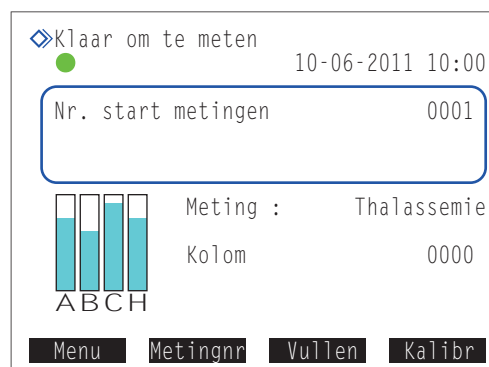 Klaar om te meten
10-06-2011 10:00
Nr. start metingen 0001
Meting : Thalassemie
Kolom 0000
ABCH
Menu Metingnr Vullen Kalibr